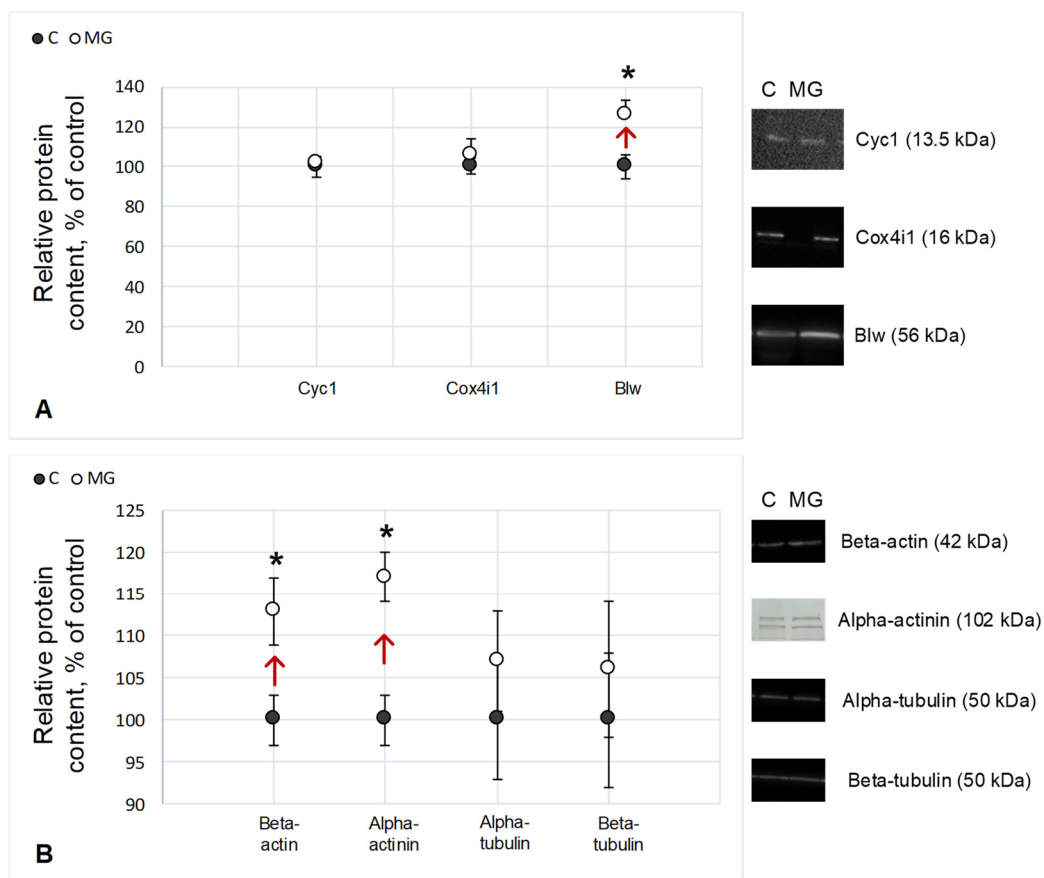 C MG
Relative protein
content, % of control
140
120
100
80
60
40
20
0
*
Cyc1 Cox4i1 Blw
A
C MG
Cyc1 (13.5 kDa)
Cox4i1 (16 kDa)
Blw (56 kDa)
C MG
Relative protein
content, % of control
125
120
115
110
105
100
95
90
* *
Beta-
actin
Alpha-
actinin
Alpha-
tubulin
Beta-
tubulin
B
C MG
Beta-actin (42 kDa)
Alpha-actinin (102 kDa)
Alpha-tubulin (50 kDa)
Beta-tubulin (50 kDa)